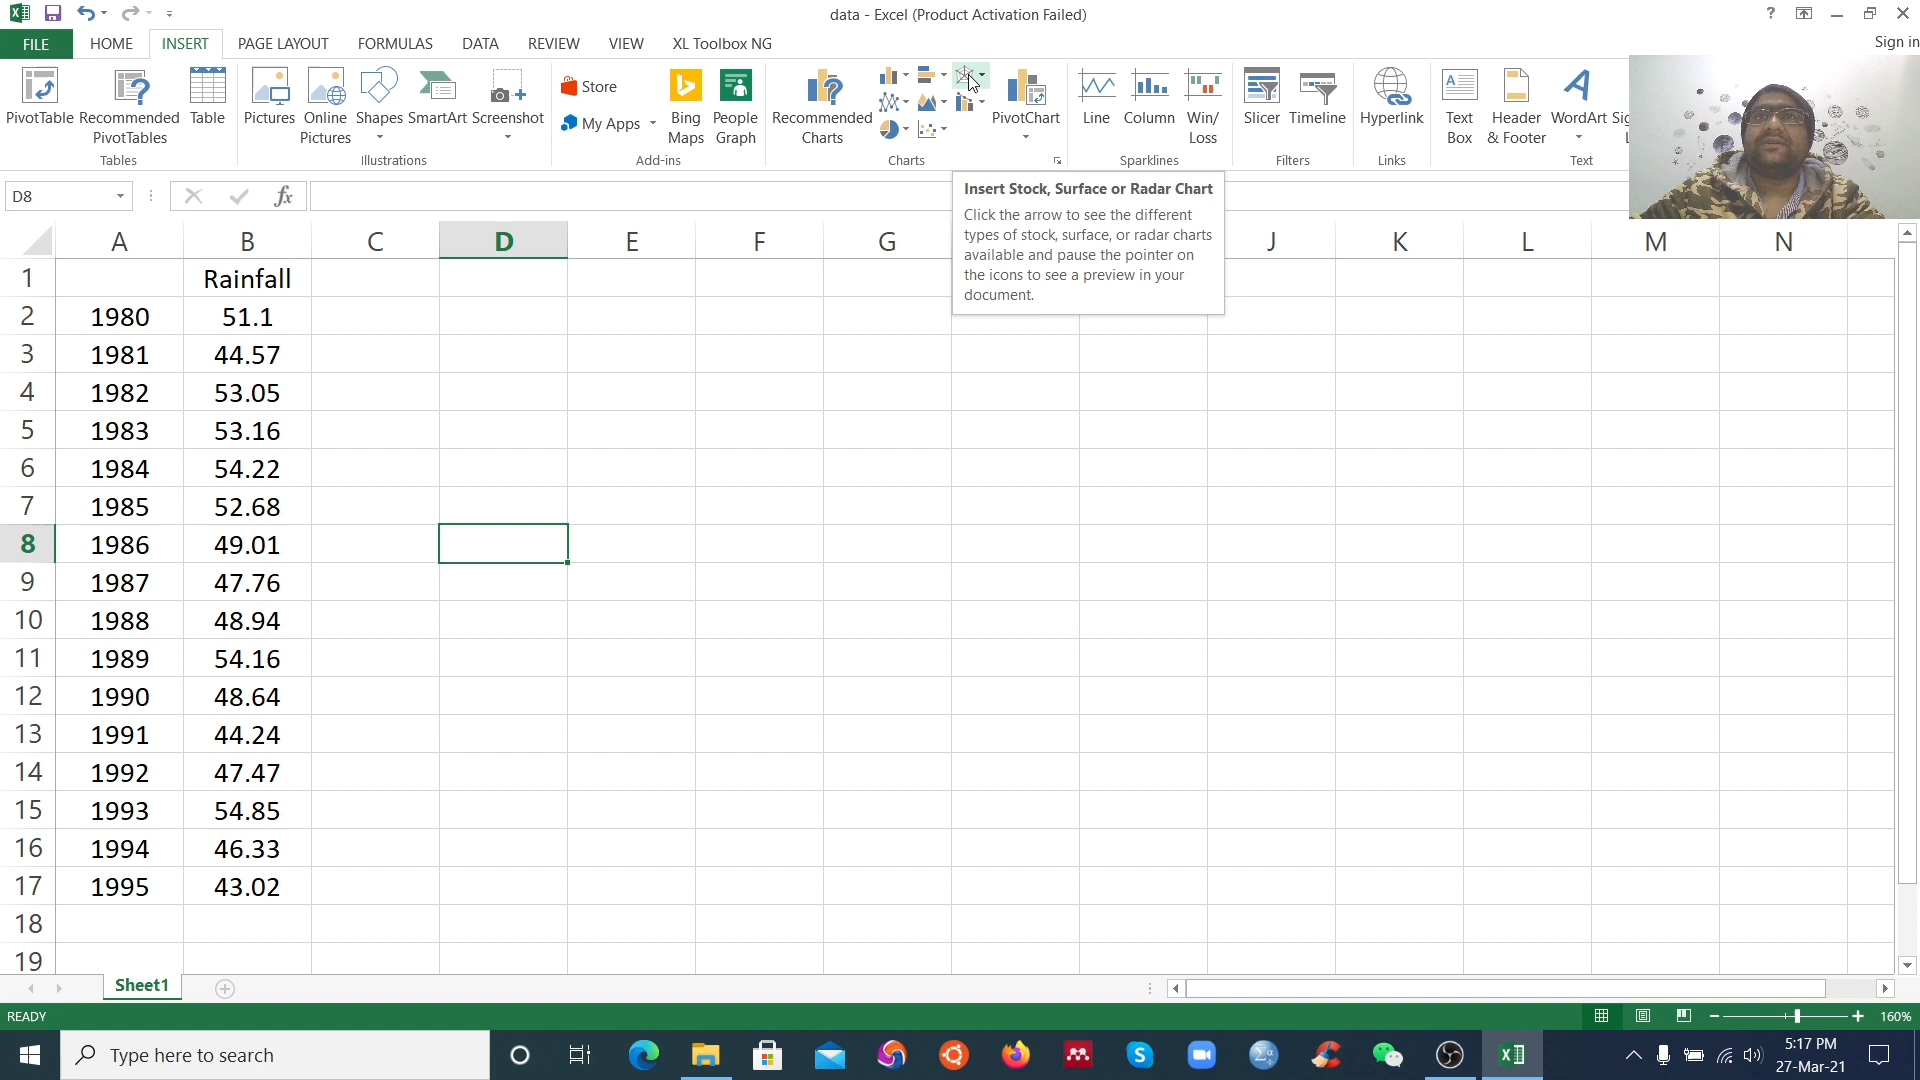 data - Excel (Product Activation Failed)
?
FILE HOME INSERT PAGE LAYOUT FORMULAS DATA REVIEW VIEW XL Toolbox NG Sign in
PivotTable Recommended PivotTables Table
Tables
Pictures Online Pictures Shapes SmartArt Screenshot
Illustrations
Store
My Apps
Bing Maps People Graph
Add-ins
Recommended Charts PivotChart
Charts
Line Column Win/ Loss
Sparklines
Slicer Timeline
Filters
Hyperlink
Links
Text Box Header & Footer WordArt
Text
D8 fx
Insert Stock, Surface or Radar Chart
Click the arrow to see the different
types of stock, surface, or radar charts
available and pause the pointer on
the icons to see a preview in your
document.
A B C D E F G J K L M N
1 Rainfall
2 1980 51.1
3 1981 44.57
4 1982 53.05
5 1983 53.16
6 1984 54.22
7 1985 52.68
8 1986 49.01
9 1987 47.76
10 1988 48.94
11 1989 54.16
12 1990 48.64
13 1991 44.24
14 1992 47.47
15 1993 54.85
16 1994 46.33
17 1995 43.02
18
19
Sheet1
READY 160%
Type here to search
5:17 PM
27-Mar-21